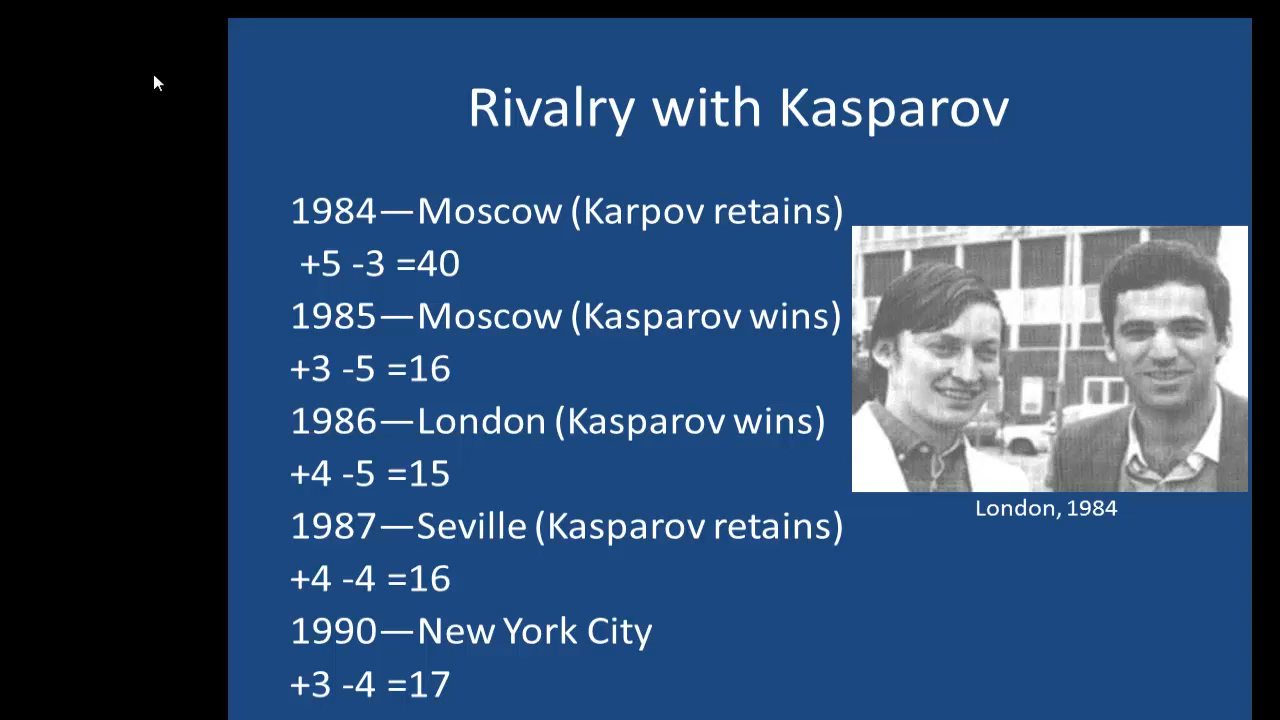 Rivalry with Kasparov
1984—Moscow (Karpov retains)
+5 -3 =40
1985—Moscow (Kasparov wins)
+3 -5 =16
1986—London (Kasparov wins)
+4 -5 =15
1987—Seville (Kasparov retains)
+4 -4 =16
1990—New York City
+3 -4 =17
London, 1984